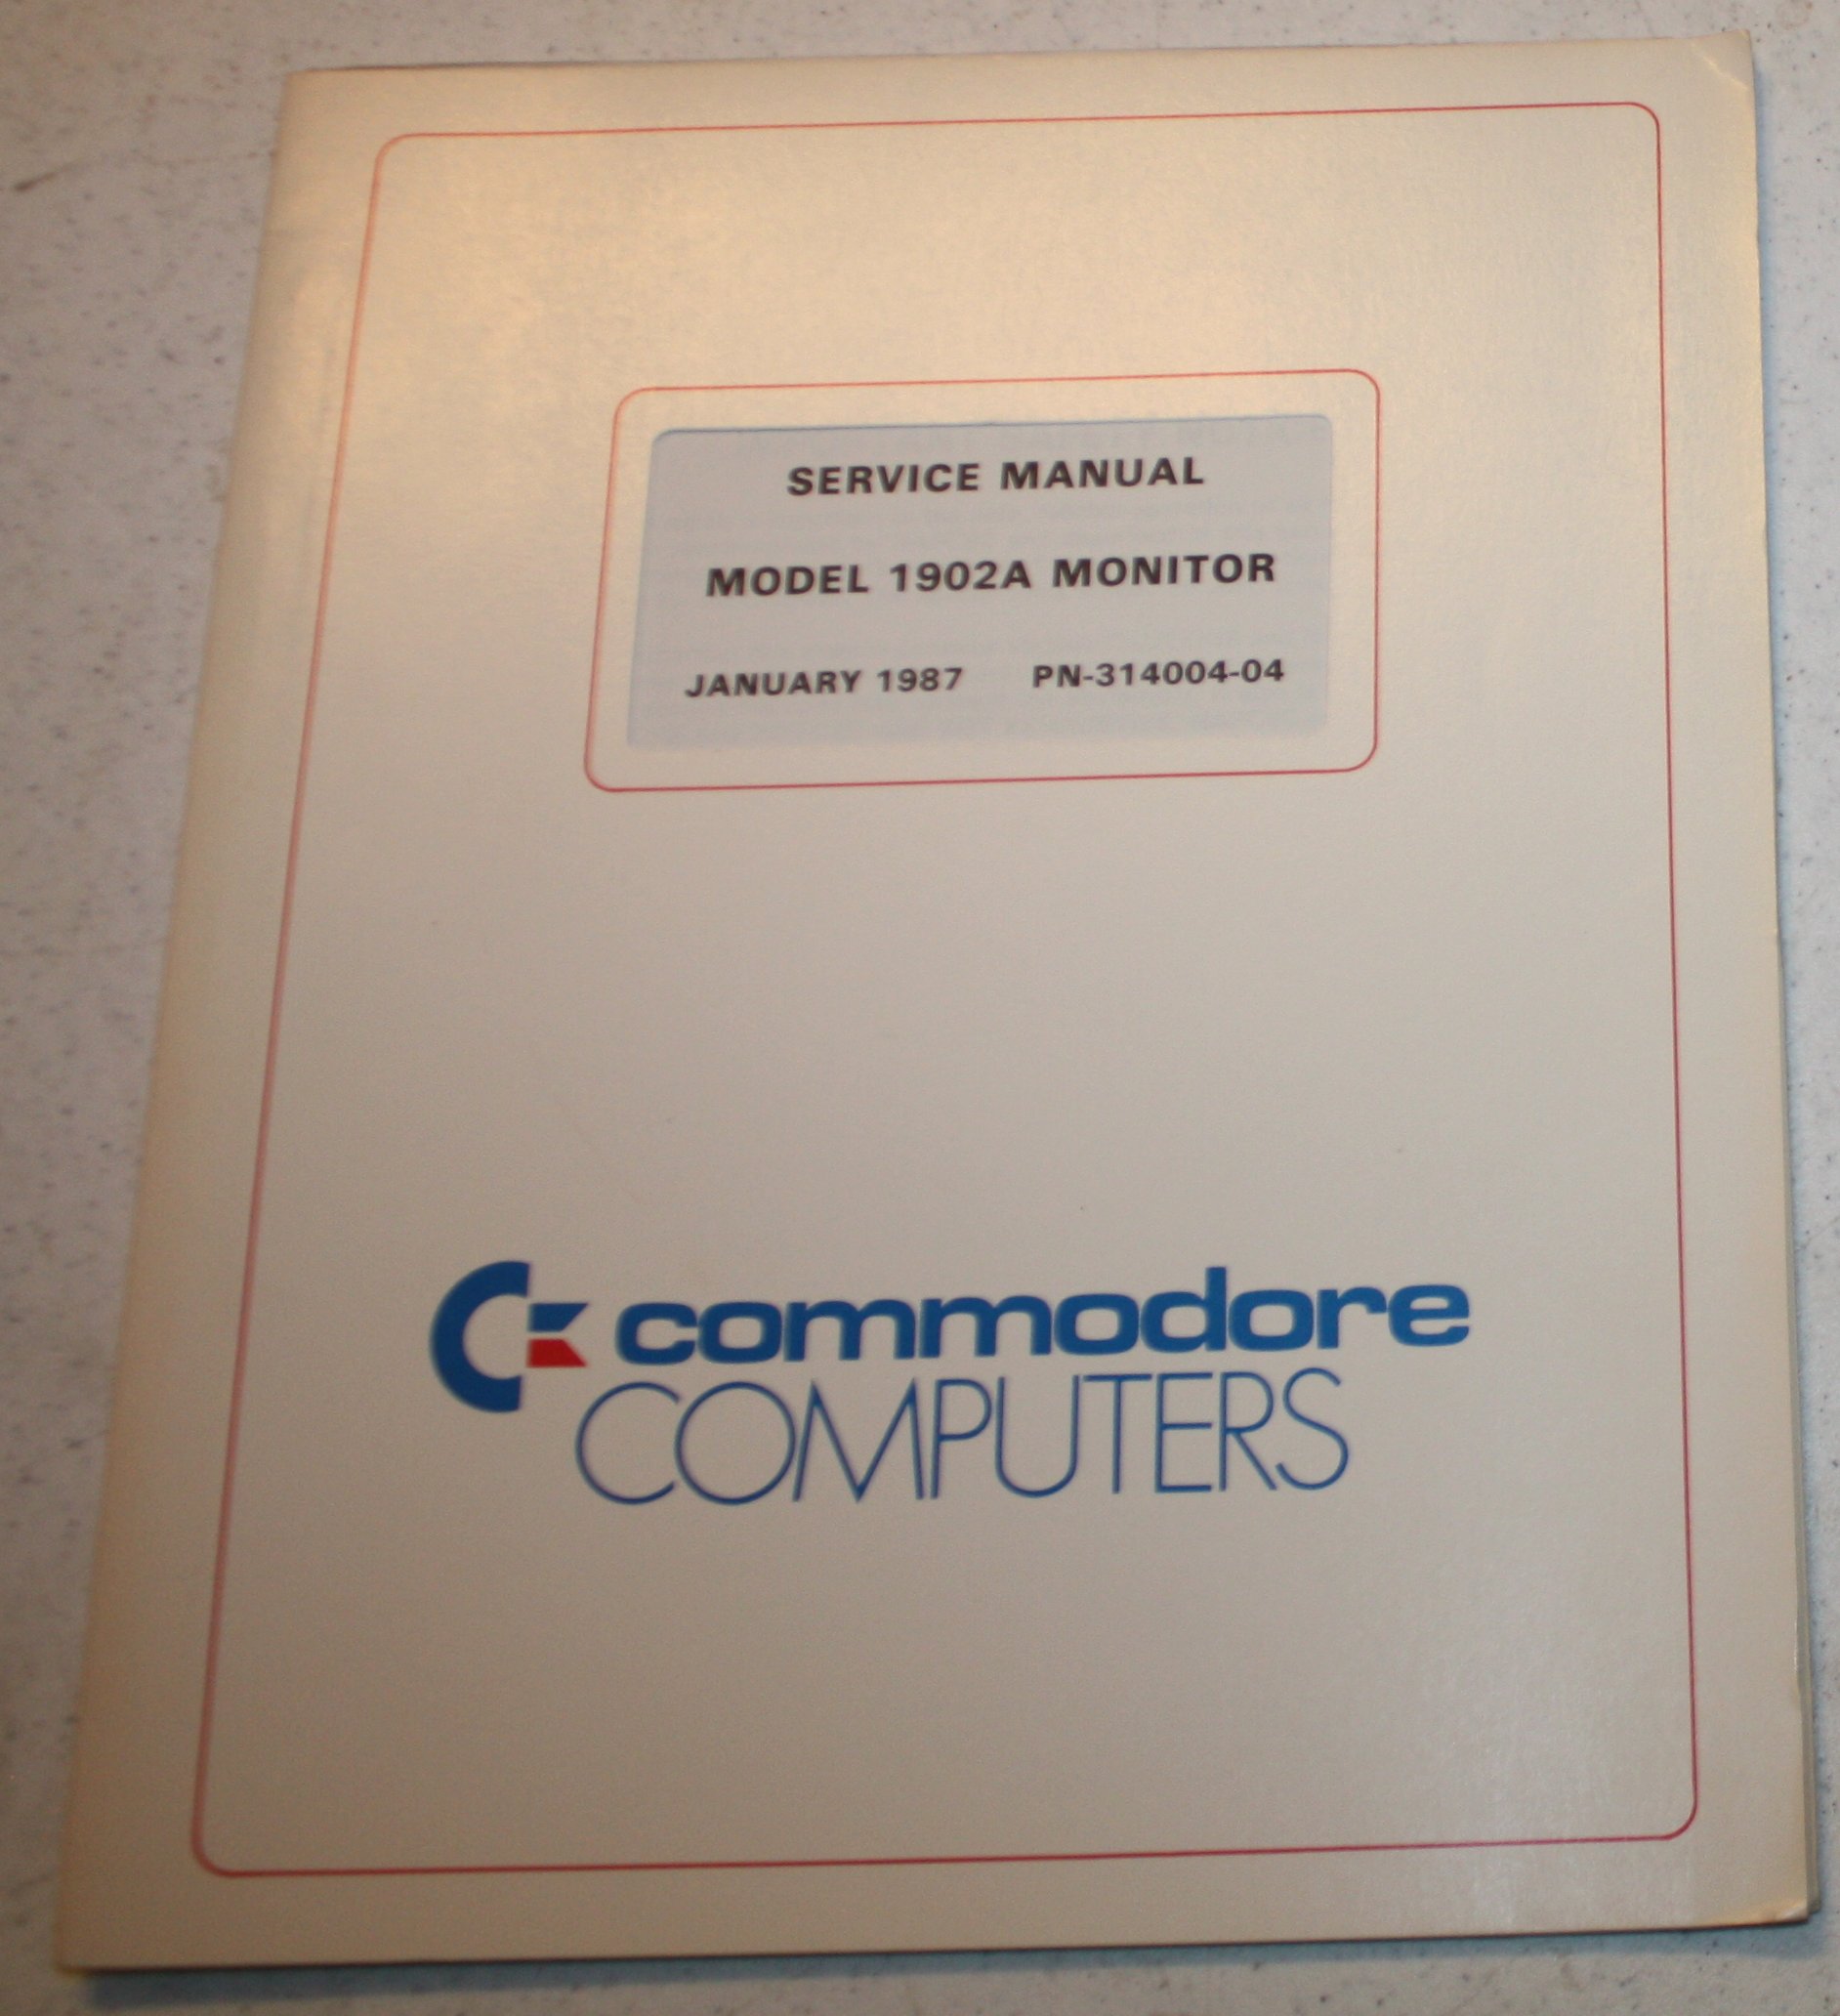 SERVICE MANUAL
MODEL 1902A MONITOR
JANUARY 1987 PN-314004-04
commodore
COMPUTERS